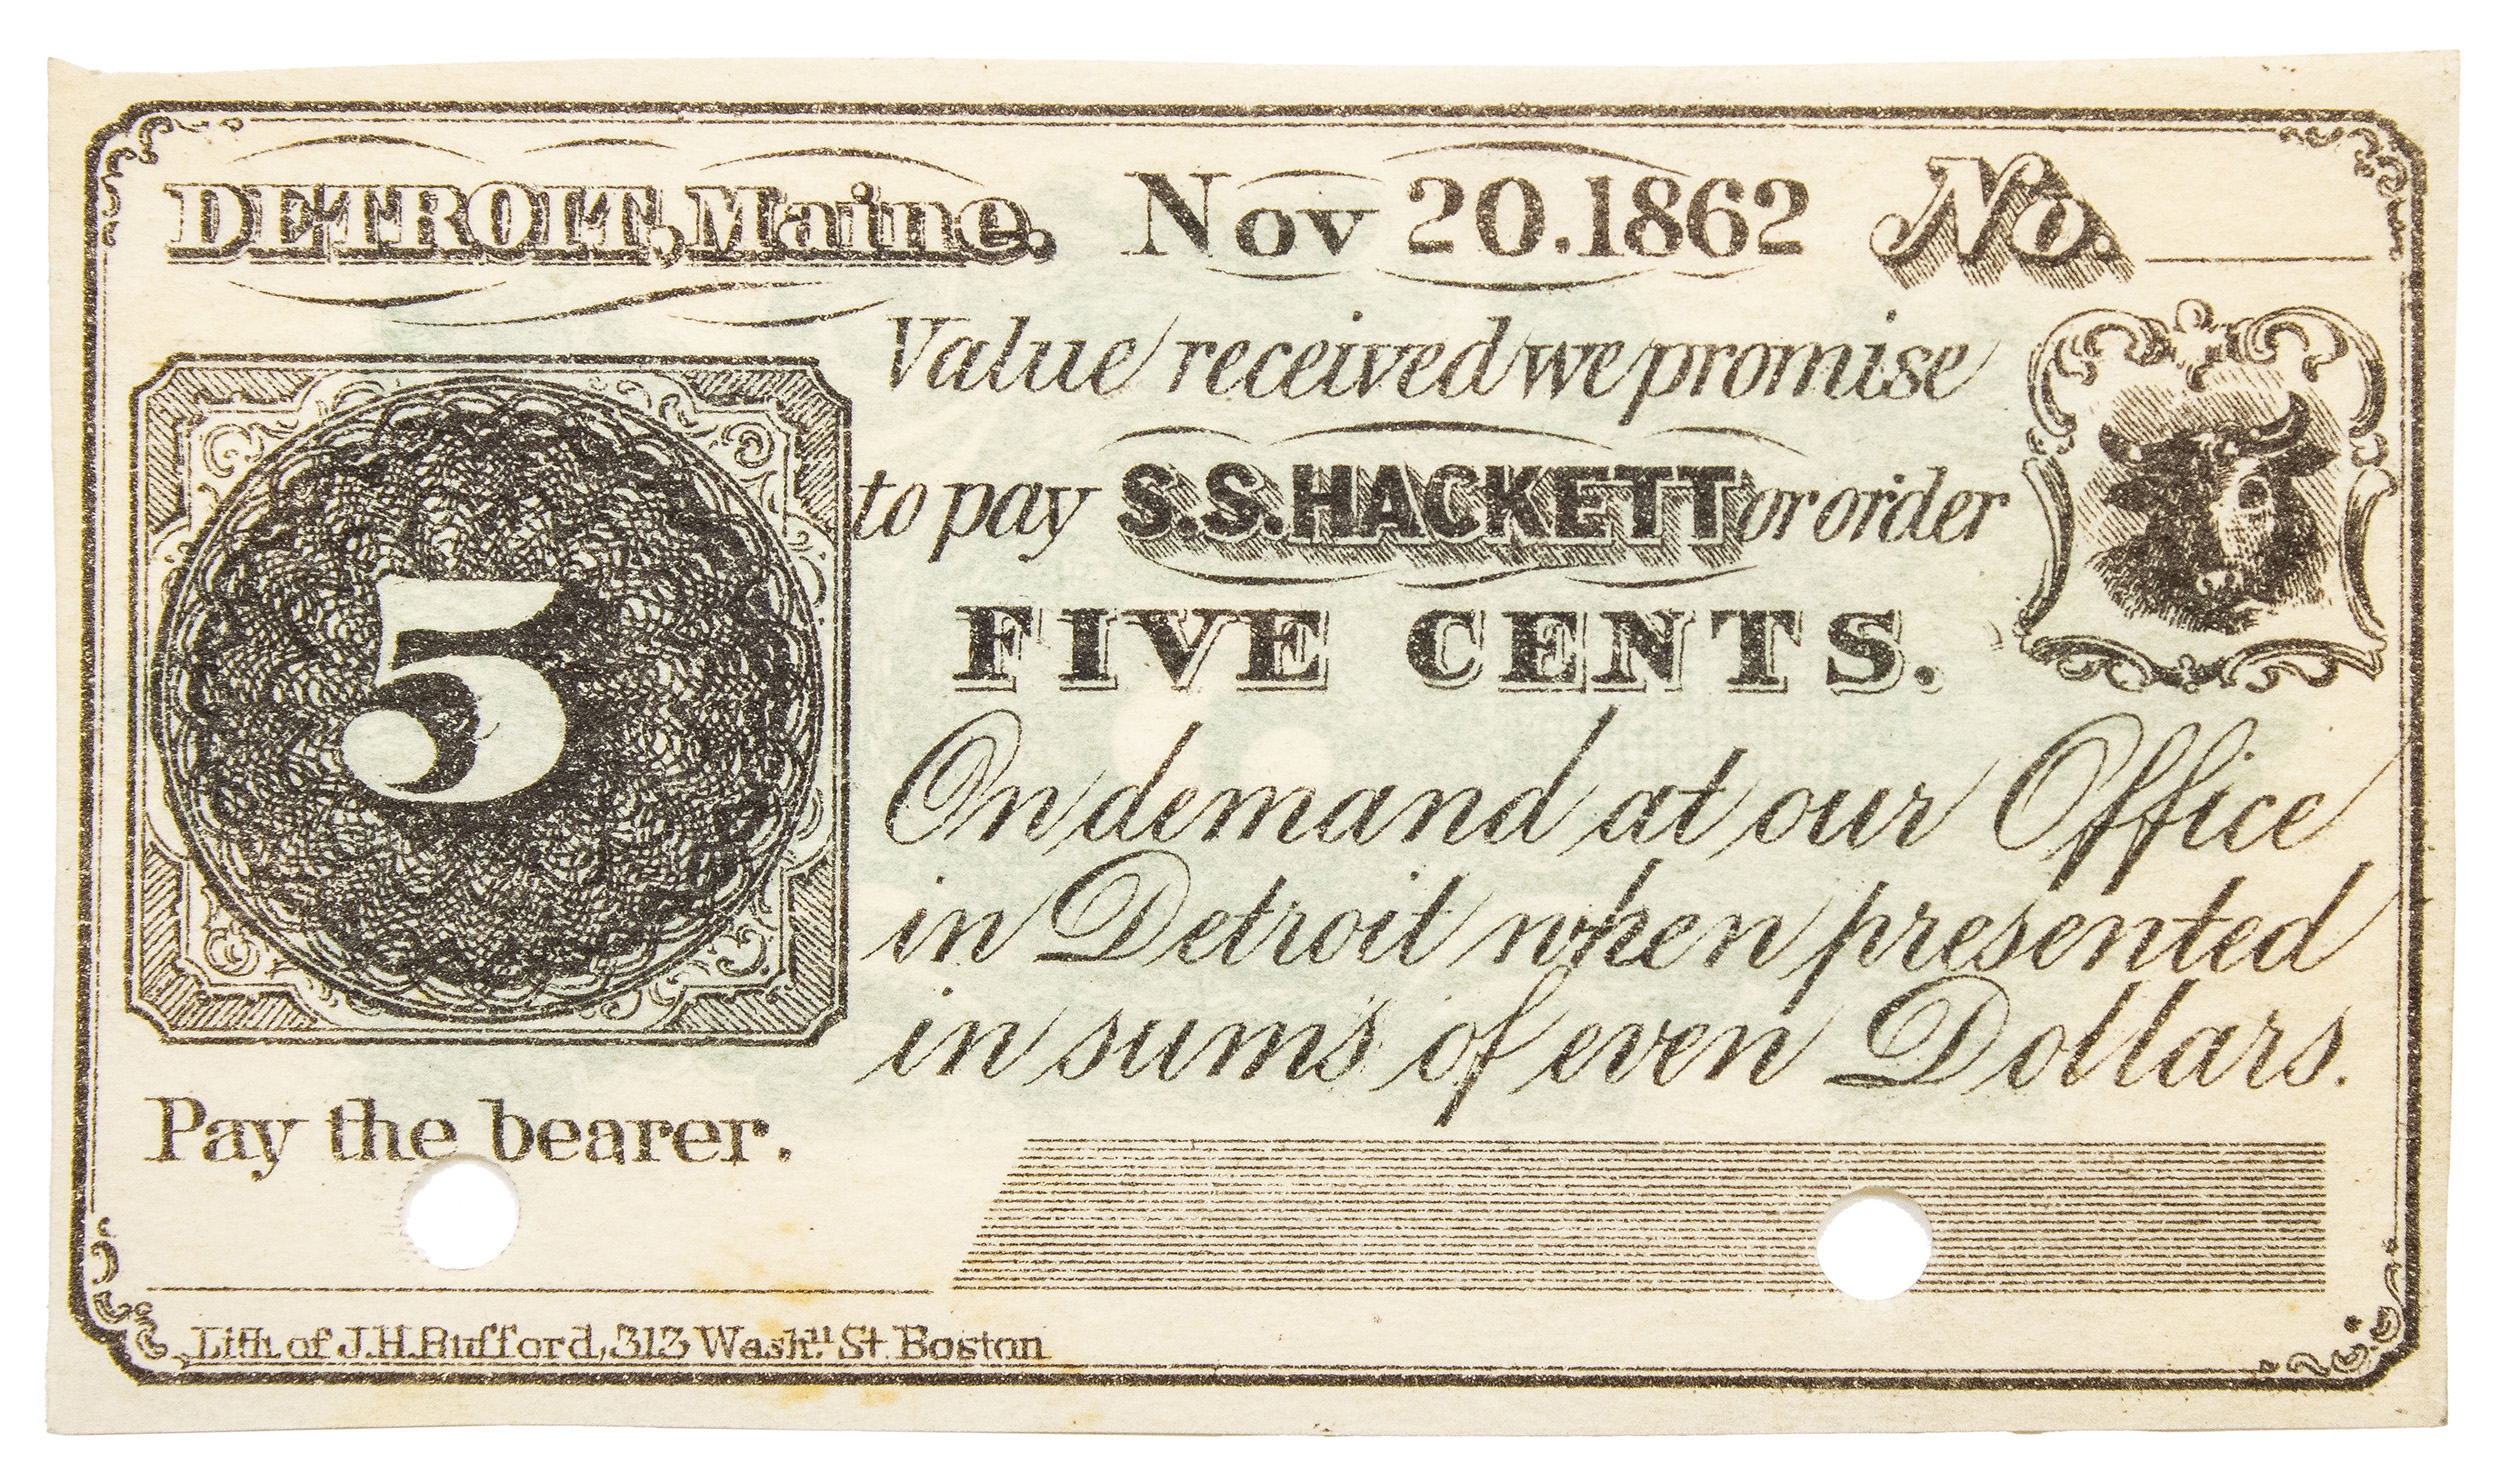 DETROIT, Maine. Nov 20. 1862 No.
Value received we promise
to pay S.S. HACKETT or order
5
FIVE CENTS.
On demand at our Office
in Detroit when presented
in sums of even Dollars.
Pay the bearer.
Lith. of J.H. Bufford, 313 Washn. St. Boston